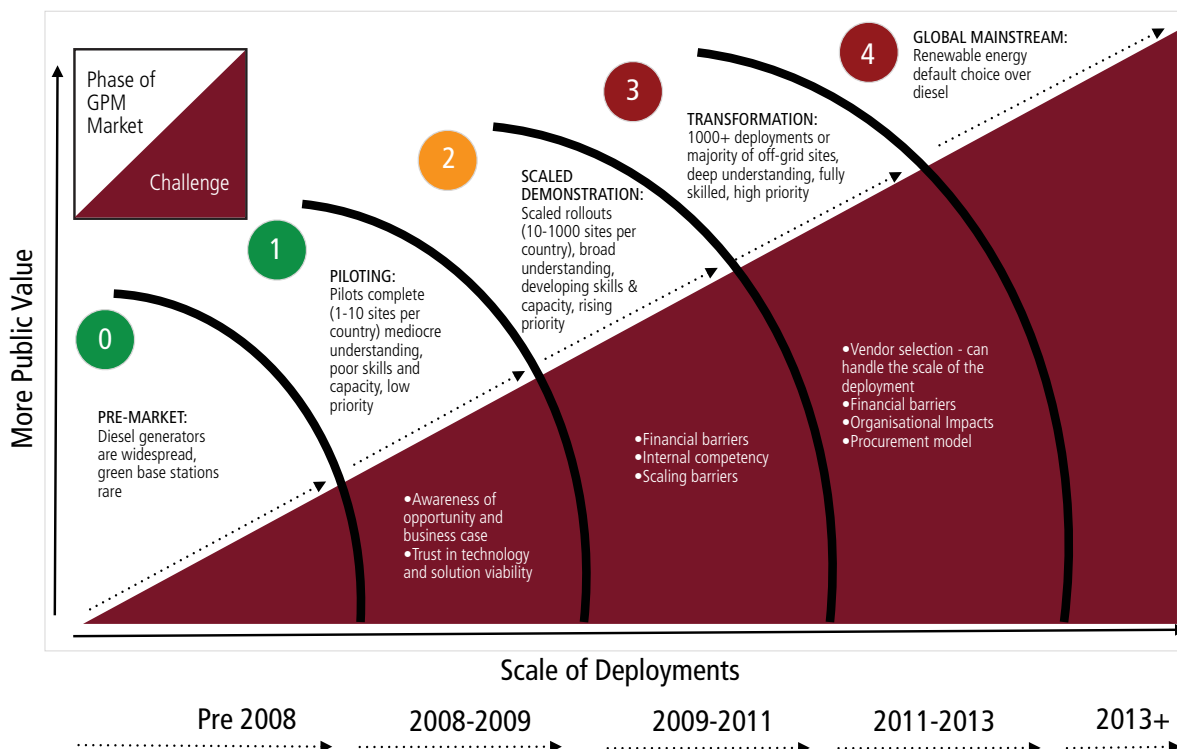 Phase of
GPM
Market
Challenge
More Public Value
0
PRE-MARKET:
Diesel generators
are widespread,
green base stations
rare
1
PILOTING:
Pilots complete
(1-10 sites per
country) mediocre
understanding,
poor skills and
capacity, low
priority
2
SCALED
DEMONSTRATION:
Scaled rollouts
(10-1000 sites per
country), broad
understanding,
developing skills &
capacity, rising
priority
3
TRANSFORMATION:
1000+ deployments or
majority of off-grid sites,
deep understanding, fully
skilled, high priority
4
GLOBAL MAINSTREAM:
Renewable energy
default choice over
diesel
•Awareness of
opportunity and
business case
•Trust in technology
and solution viability
•Financial barriers
•Internal competency
•Scaling barriers
•Vendor selection - can
handle the scale of the
deployment
•Financial barriers
•Organisational Impacts
•Procurement model
Scale of Deployments
Pre 2008
2008-2009
2009-2011
2011-2013
2013+